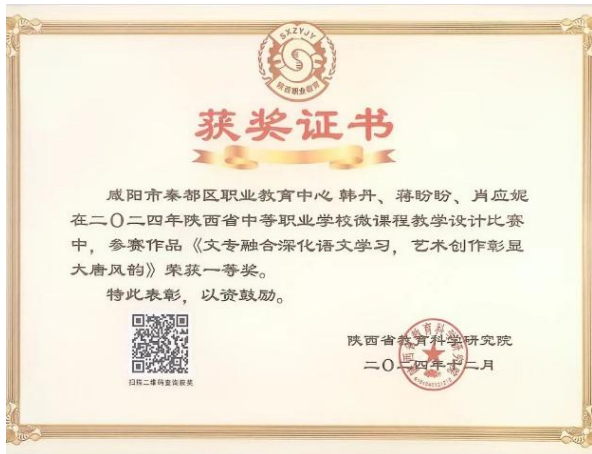 SXZYJY
陕西职业教育
获奖证书
咸阳市秦都区职业教育中心 韩丹、蒋盼盼、肖应妮
在二〇二四年陕西省中等职业学校微课程教学设计比赛
中，参赛作品《文专融合深化语文学习，艺术创作彰显
大唐风韵》荣获一等奖。
特此表彰，以资鼓励。
扫描二维码查询获奖
陕西省教育科学研究院
二〇二四年十二月